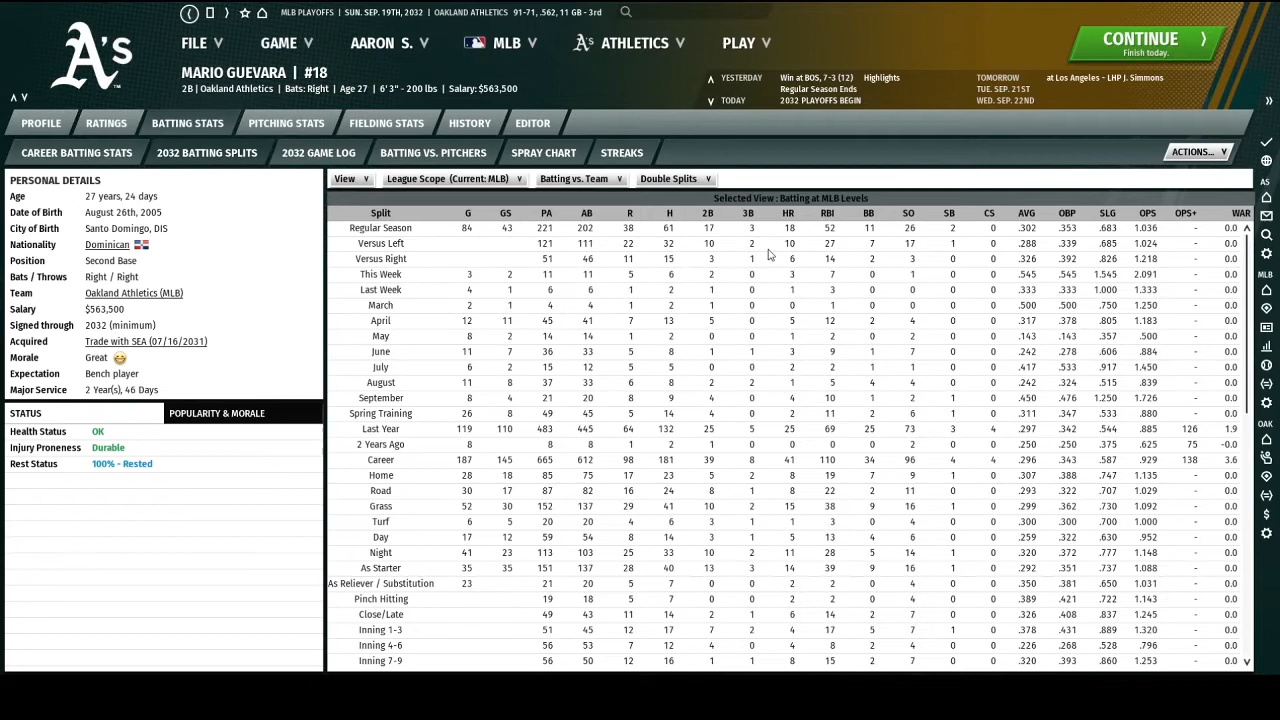 MLB PLAYOFFS | SUN. SEP. 19TH, 2032 | OAKLAND ATHLETICS 91-71, .562, 11 GB - 3rd
A's
FILE GAME AARON S. MLB A's ATHLETICS PLAY
CONTINUE
Finish today.
MARIO GUEVARA | #18
2B | Oakland Athletics | Bats: Right | Age 27 | 6' 3" - 200 lbs | Salary: $563,500
YESTERDAY Win at BOS, 7-3 (12) Highlights TOMORROW at Los Angeles - LHP J. Simmons
Regular Season Ends TUE. SEP. 21ST
TODAY 2032 PLAYOFFS BEGIN WED. SEP. 22ND
PROFILE RATINGS BATTING STATS PITCHING STATS FIELDING STATS HISTORY EDITOR
CAREER BATTING STATS 2032 BATTING SPLITS 2032 GAME LOG BATTING VS. PITCHERS SPRAY CHART STREAKS ACTIONS...
PERSONAL DETAILS
Age 27 years, 24 days
Date of Birth August 26th, 2005
City of Birth Santo Domingo, DIS
Nationality Dominican
Position Second Base
Bats / Throws Right / Right
Team Oakland Athletics (MLB)
Salary $563,500
Signed through 2032 (minimum)
Acquired Trade with SEA (07/16/2031)
Morale Great
Expectation Bench player
Major Service 2 Year(s), 46 Days
STATUS POPULARITY & MORALE
Health Status OK
Injury Proneness Durable
Rest Status 100% - Rested
View League Scope (Current: MLB) Batting vs. Team Double Splits
Selected View : Batting at MLB Levels
Split G GS PA AB R H 2B 3B HR RBI BB SO SB CS AVG OBP SLG OPS OPS+ WAR
Regular Season 84 43 221 202 38 61 17 3 18 52 11 26 2 0 .302 .353 .683 1.036 - 0.0
Versus Left 121 111 22 32 10 2 10 27 7 17 1 0 .288 .339 .685 1.024 - 0.0
Versus Right 51 46 11 15 3 1 6 14 2 3 0 0 .326 .392 .826 1.218 - 0.0
This Week 3 2 11 11 5 6 2 0 3 7 0 1 0 0 .545 .545 1.545 2.091 - 0.0
Last Week 4 1 6 6 1 2 1 0 1 3 0 0 0 0 .333 .333 1.000 1.333 - 0.0
March 2 1 4 4 1 2 1 0 0 1 0 0 0 0 .500 .500 .750 1.250 - 0.0
April 12 11 45 41 7 13 5 0 5 12 2 4 0 0 .317 .378 .805 1.183 - 0.0
May 8 2 14 14 1 2 0 0 1 2 0 2 0 0 .143 .143 .357 .500 - 0.0
June 11 7 36 33 5 8 1 1 3 9 1 7 0 0 .242 .278 .606 .884 - 0.0
July 6 2 15 12 5 5 0 0 2 2 1 1 0 0 .417 .533 .917 1.450 - 0.0
August 11 8 37 33 6 8 2 2 1 5 4 4 0 0 .242 .324 .515 .839 - 0.0
September 8 4 21 20 8 9 4 0 4 10 1 2 1 0 .450 .476 1.250 1.726 - 0.0
Spring Training 26 8 49 45 5 14 4 0 2 11 2 6 1 0 .311 .347 .533 .880 - 0.0
Last Year 119 110 483 445 64 132 25 5 25 69 25 73 3 4 .297 .342 .544 .885 126 1.9
2 Years Ago 8 8 8 1 2 1 0 0 0 0 0 0 0 .250 .250 .375 .625 75 -0.0
Career 187 145 665 612 98 181 39 8 41 110 34 96 4 4 .296 .343 .587 .929 138 3.6
Home 28 18 85 75 17 23 5 2 8 19 7 9 1 0 .307 .388 .747 1.135 - 0.0
Road 30 17 87 82 16 24 8 1 8 22 2 11 0 0 .293 .322 .707 1.029 - 0.0
Grass 52 30 152 137 29 41 10 2 15 38 9 16 1 0 .299 .362 .730 1.092 - 0.0
Turf 6 5 20 20 4 6 3 1 1 3 0 4 0 0 .300 .300 .700 1.000 - 0.0
Day 17 12 59 54 8 14 3 1 5 13 4 6 0 0 .259 .322 .630 .952 - 0.0
Night 41 23 113 103 25 33 10 2 11 28 5 14 1 0 .320 .372 .777 1.148 - 0.0
As Starter 35 35 151 137 28 40 13 3 14 39 9 16 1 0 .292 .351 .737 1.088 - 0.0
As Reliever / Substitution 23 21 20 5 7 0 0 2 2 0 4 0 0 .350 .381 .650 1.031 - 0.0
Pinch Hitting 19 18 5 7 0 0 2 2 0 4 0 0 .389 .421 .722 1.143 - 0.0
Close/Late 49 43 11 14 2 1 6 14 2 7 0 0 .326 .408 .837 1.245 - 0.0
Inning 1-3 51 45 12 17 7 2 4 17 5 7 1 0 .378 .431 .889 1.320 - 0.0
Inning 4-6 56 53 7 12 4 0 4 8 2 4 0 0 .226 .268 .528 .796 - 0.0
Inning 7-9 56 50 12 16 1 1 8 15 2 7 0 0 .320 .393 .860 1.253 - 0.0
AS
MLB
OAK